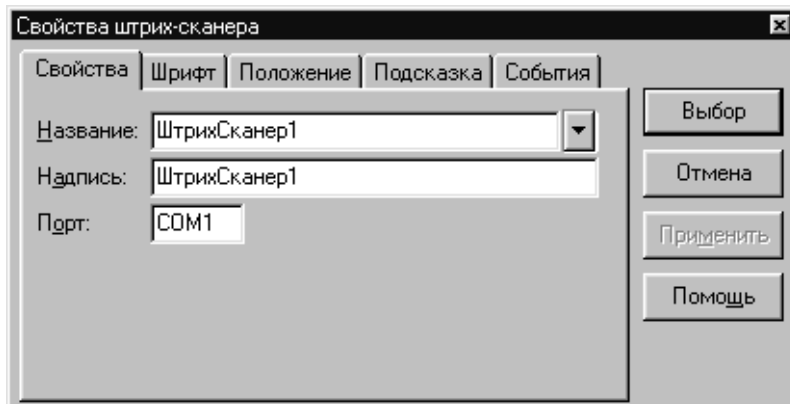 Свойства штрих-сканера
Свойства Шрифт Положение Подсказка События
Название: ШтрихСканер1
Надпись: ШтрихСканер1
Порт: COM1
Выбор
Отмена
Применить
Помощь